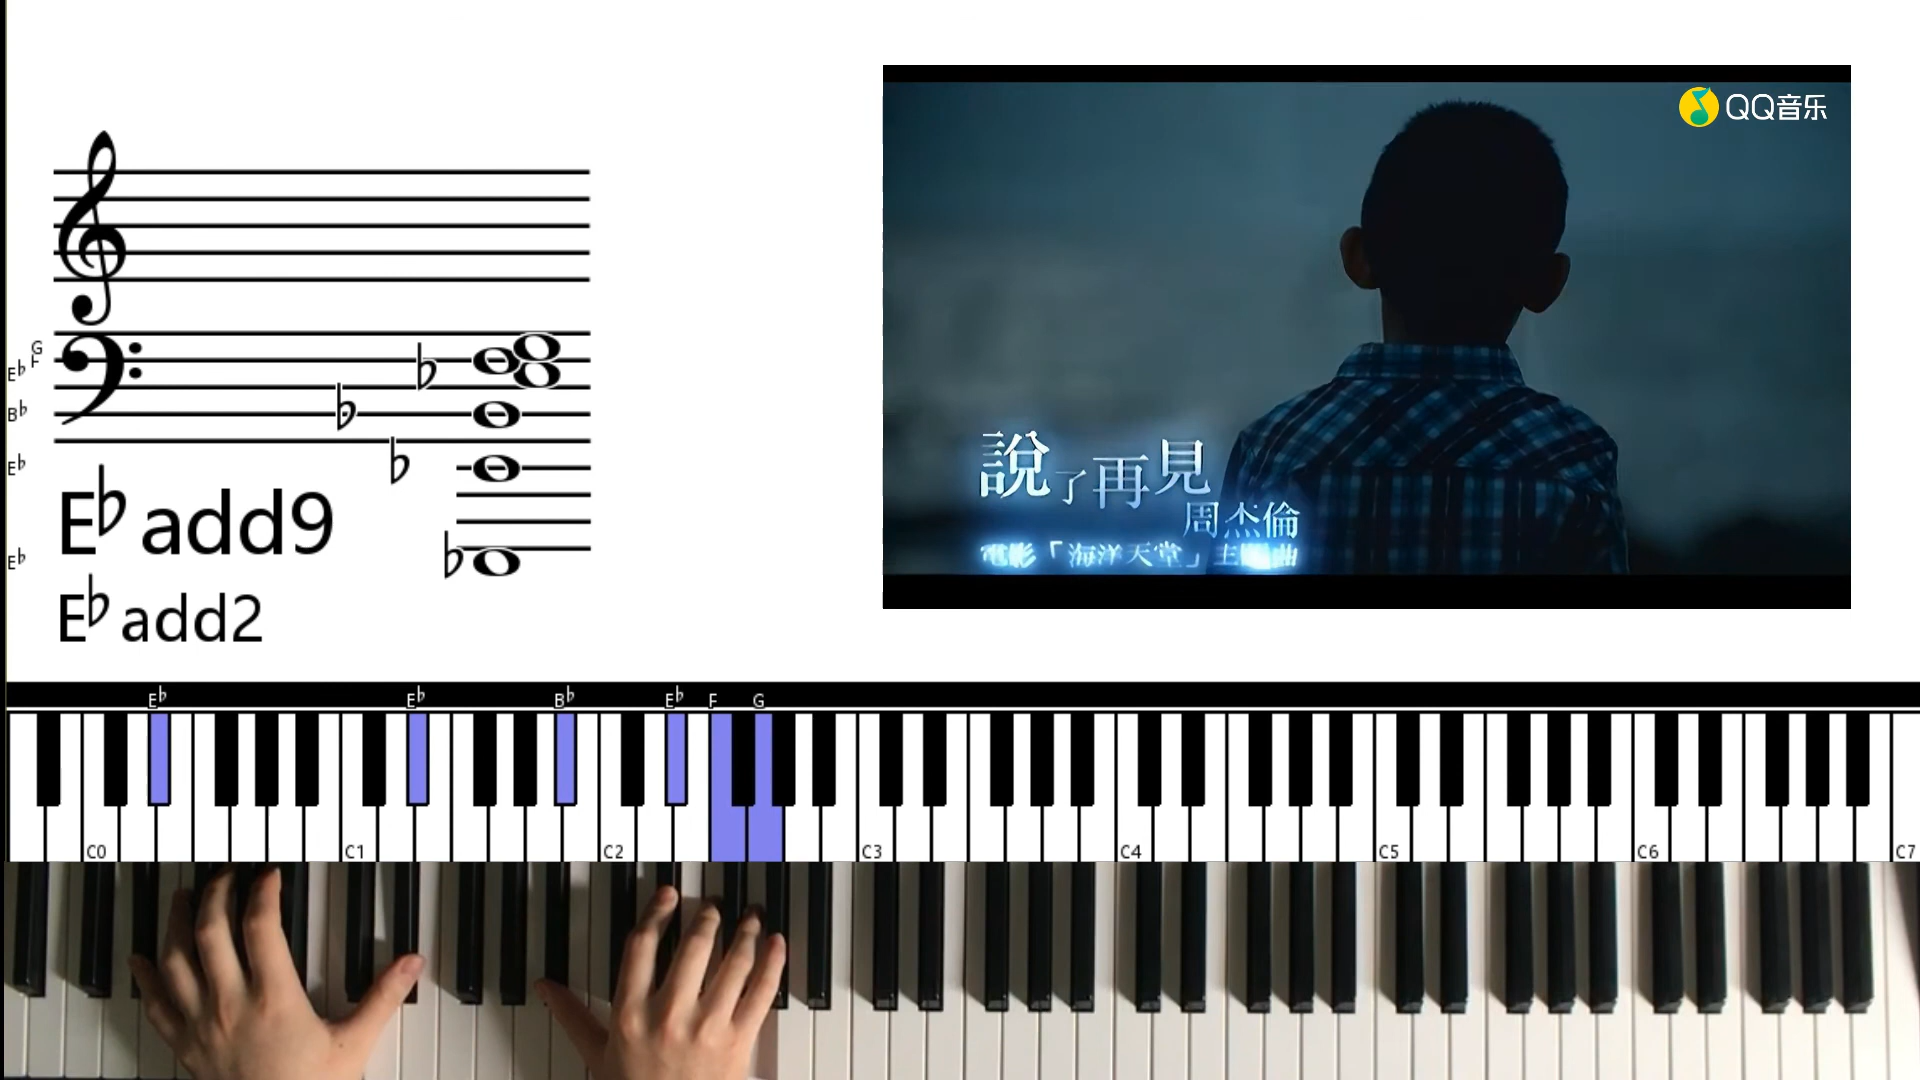 QQ音乐
G
F
E♭
B♭
E♭
E♭add9
E♭
E♭add2
說了再見
周杰倫
電影「海洋天堂」主題曲
E♭ E♭ B♭ E♭ F G
C0 C1 C2 C3 C4 C5 C6 C7